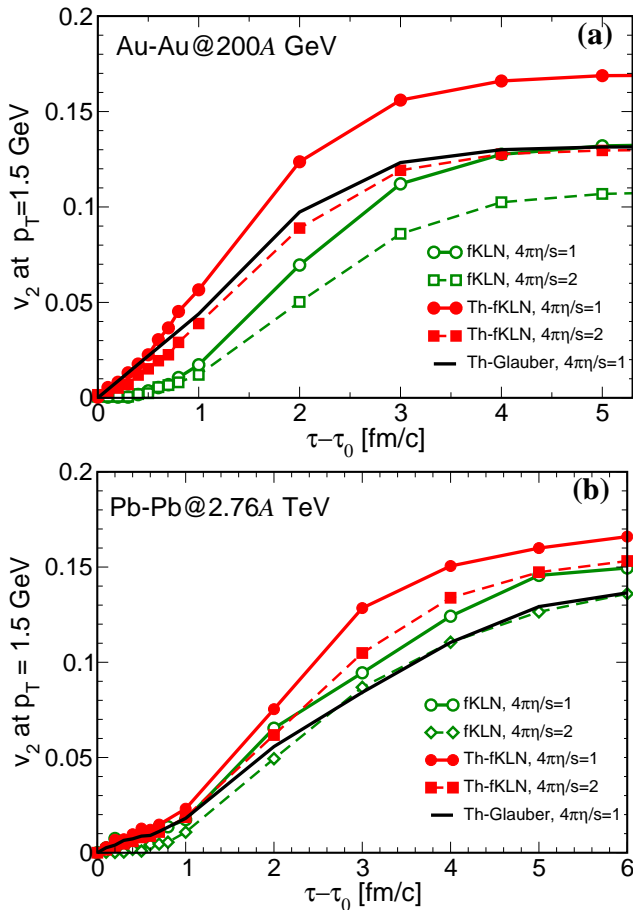 (a)
Au-Au@200A GeV
0.2
0.15
0.1
0.05
0
v2 at pT=1.5 GeV
fKLN, 4πη/s=1
fKLN, 4πη/s=2
Th-fKLN, 4πη/s=1
Th-fKLN, 4πη/s=2
Th-Glauber, 4πη/s=1
0 1 2 3 4 5
τ−τ0 [fm/c]
(b)
Pb-Pb@2.76A TeV
0.2
0.15
0.1
0.05
0
v2 at pT = 1.5 GeV
fKLN, 4πη/s=1
fKLN, 4πη/s=2
Th-fKLN, 4πη/s=1
Th-fKLN, 4πη/s=2
Th-Glauber, 4πη/s=1
0 1 2 3 4 5 6
τ−τ0 [fm/c]